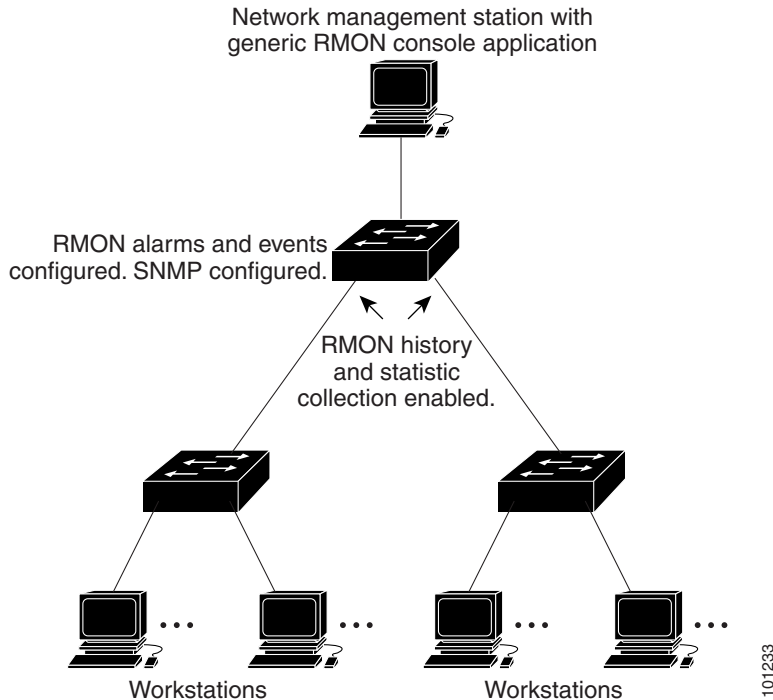 Network management station with
generic RMON console application
RMON alarms and events
configured. SNMP configured.
RMON history
and statistic
collection enabled.
Workstations
Workstations
101233